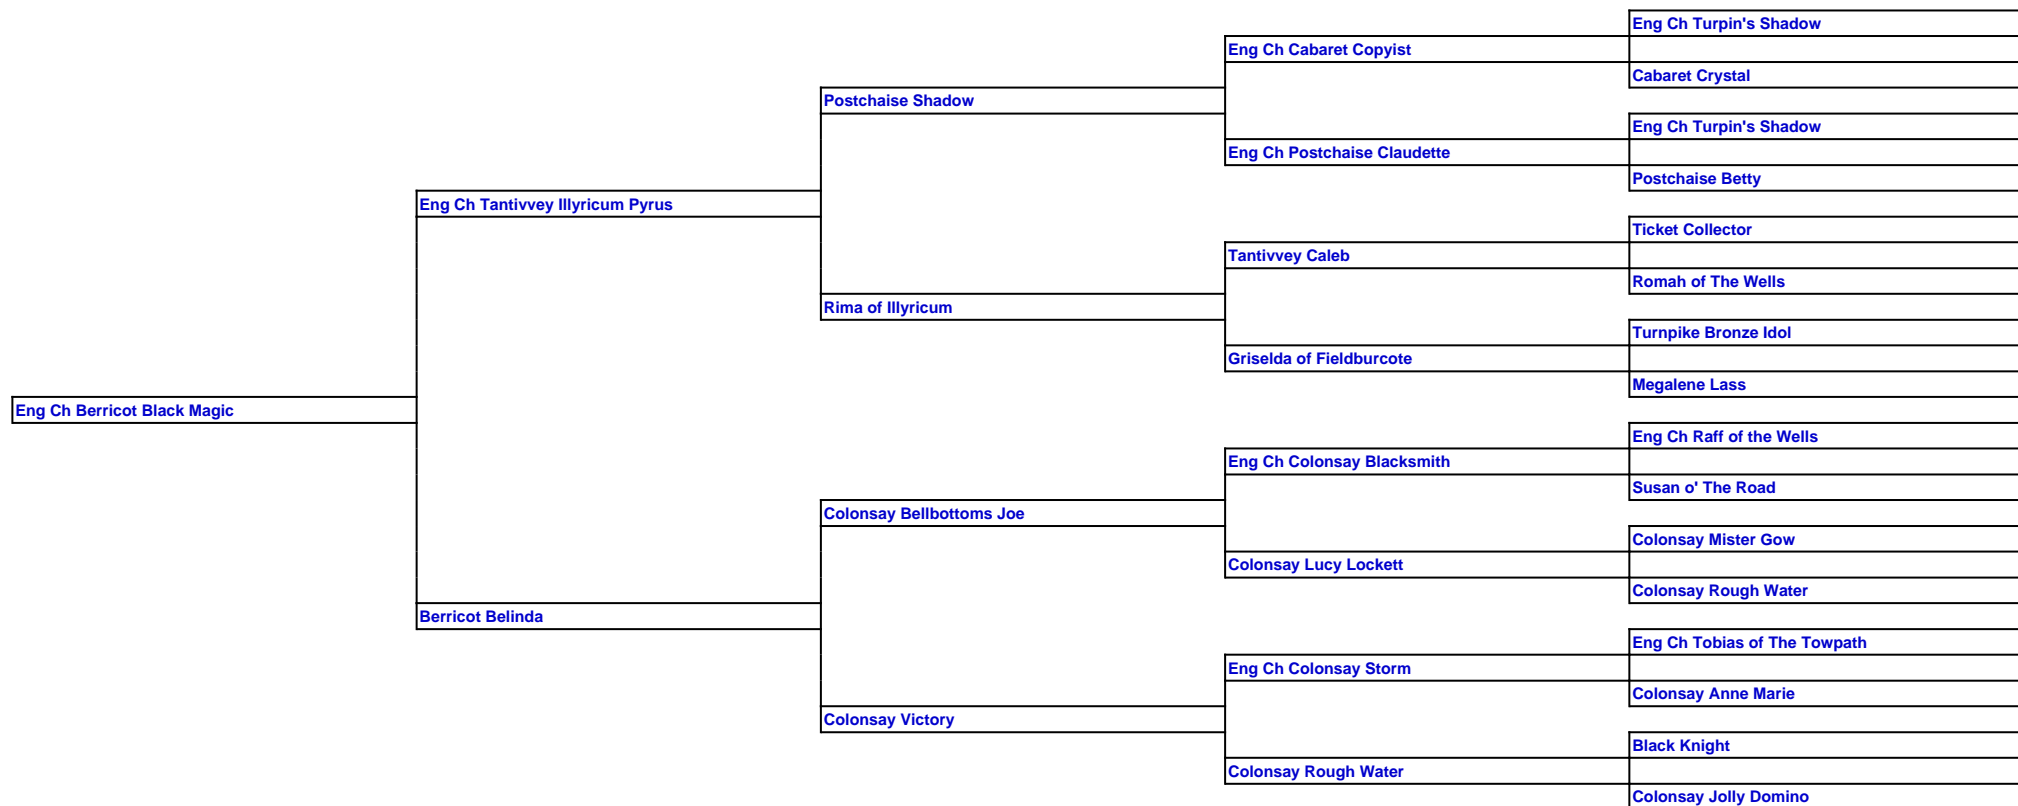 Eng Ch Turpin's Shadow
Eng Ch Cabaret Copyist
Cabaret Crystal
Postchaise Shadow
Eng Ch Turpin's Shadow
Eng Ch Postchaise Claudette
Postchaise Betty
Eng Ch Tantivvey Illyricum Pyrus
Ticket Collector
Tantivvey Caleb
Romah of The Wells
Rima of Illyricum
Turnpike Bronze Idol
Griselda of Fieldburcote
Megalene Lass
Eng Ch Berricot Black Magic
Eng Ch Raff of the Wells
Eng Ch Colonsay Blacksmith
Susan o' The Road
Colonsay Bellbottoms Joe
Colonsay Mister Gow
Colonsay Lucy Lockett
Colonsay Rough Water
Berricot Belinda
Eng Ch Tobias of The Towpath
Eng Ch Colonsay Storm
Colonsay Anne Marie
Colonsay Victory
Black Knight
Colonsay Rough Water
Colonsay Jolly Domino